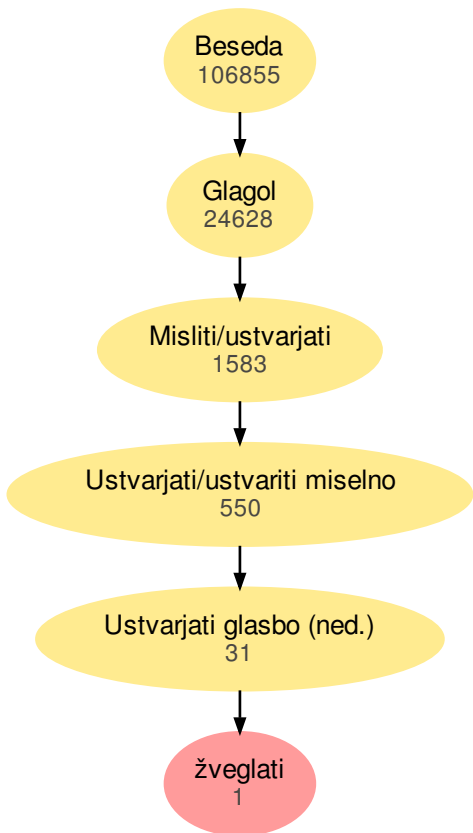 Beseda
106855
Glagol
24628
Misliti/ustvarjati
1583
Ustvarjati/ustvariti miselno
550
Ustvarjati glasbo (ned.)
31
žveglati
1